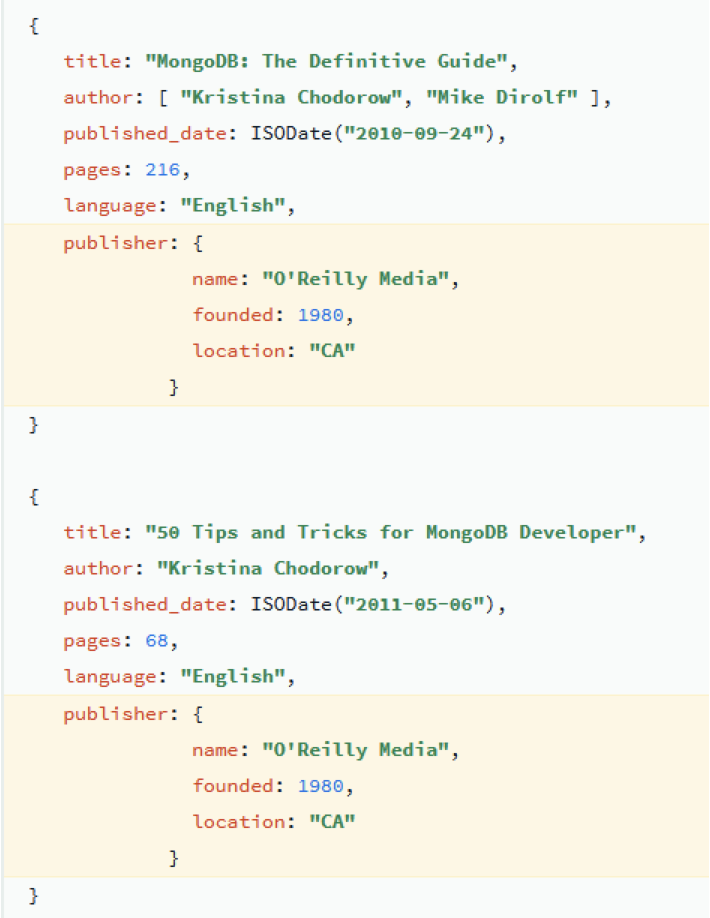 {
title: "MongoDB: The Definitive Guide",
author: [ "Kristina Chodorow", "Mike Dirolf" ],
published_date: ISODate("2010-09-24"),
pages: 216,
language: "English",
publisher: {
name: "O'Reilly Media",
founded: 1980,
location: "CA"
}
}
{
title: "50 Tips and Tricks for MongoDB Developer",
author: "Kristina Chodorow",
published_date: ISODate("2011-05-06"),
pages: 68,
language: "English",
publisher: {
name: "O'Reilly Media",
founded: 1980,
location: "CA"
}
}